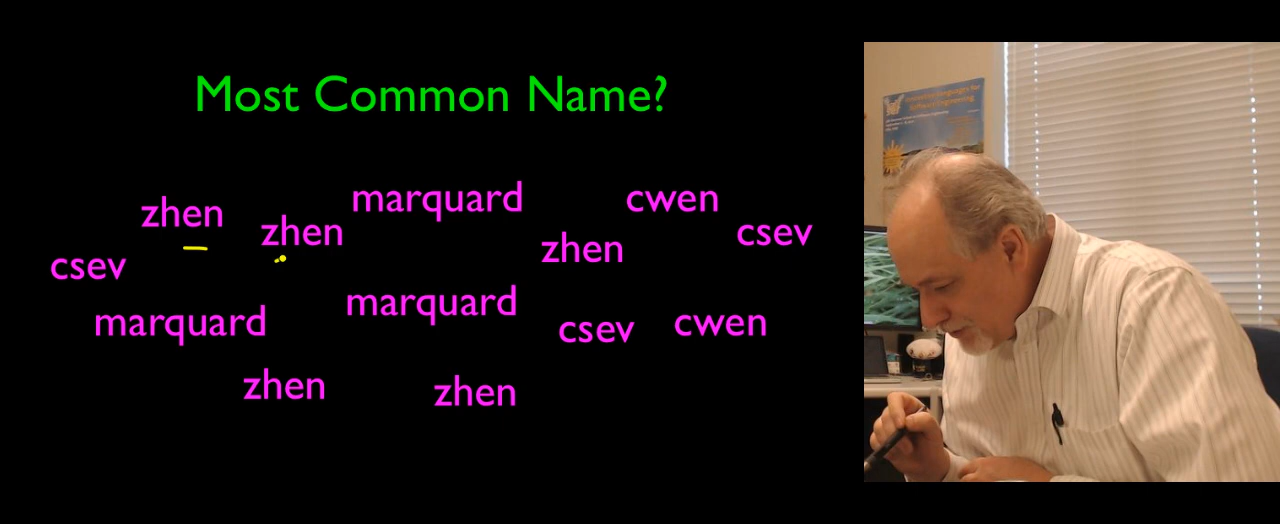 Most Common Name?
marquard cwen
zhen zhen zhen csev
csev
marquard marquard csev cwen
zhen zhen